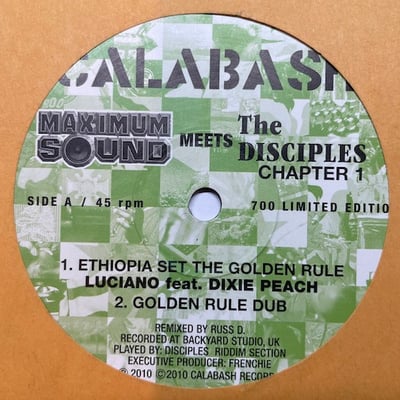 CALABASH
MAXIMUM SOUND MEETS The DISCIPLES
CHAPTER 1
SIDE A / 45 rpm 700 LIMITED EDITIO
1. ETHIOPIA SET THE GOLDEN RULE
LUCIANO feat. DIXIE PEACH
2. GOLDEN RULE DUB
REMIXED BY RUSS D.
RECORDED AT BACKYARD STUDIO, UK
PLAYED BY: DISCIPLES RIDDIM SECTION
EXECUTIVE PRODUCER: FRENCHIE
℗ 2010 ©2010 CALABASH RECOR